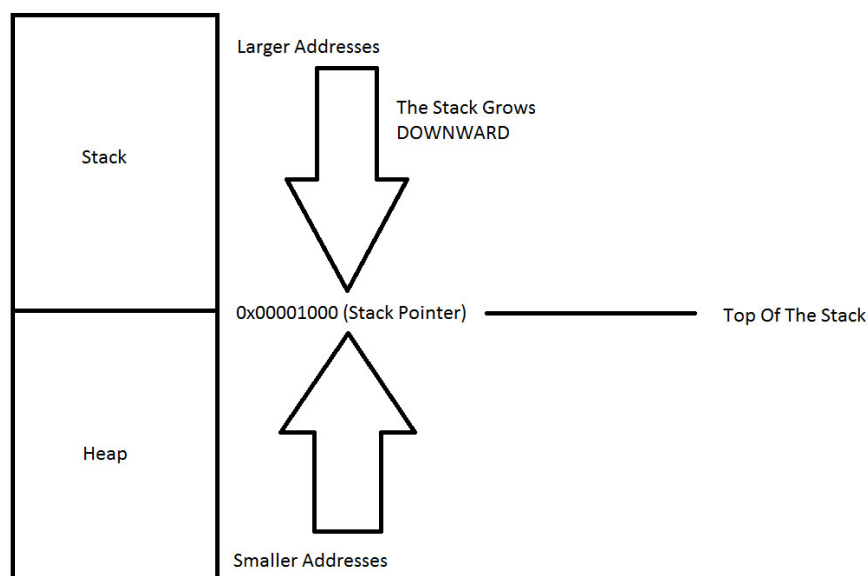 Larger Addresses
The Stack Grows
DOWNWARD
Stack
0x00001000 (Stack Pointer)
Top Of The Stack
Heap
Smaller Addresses